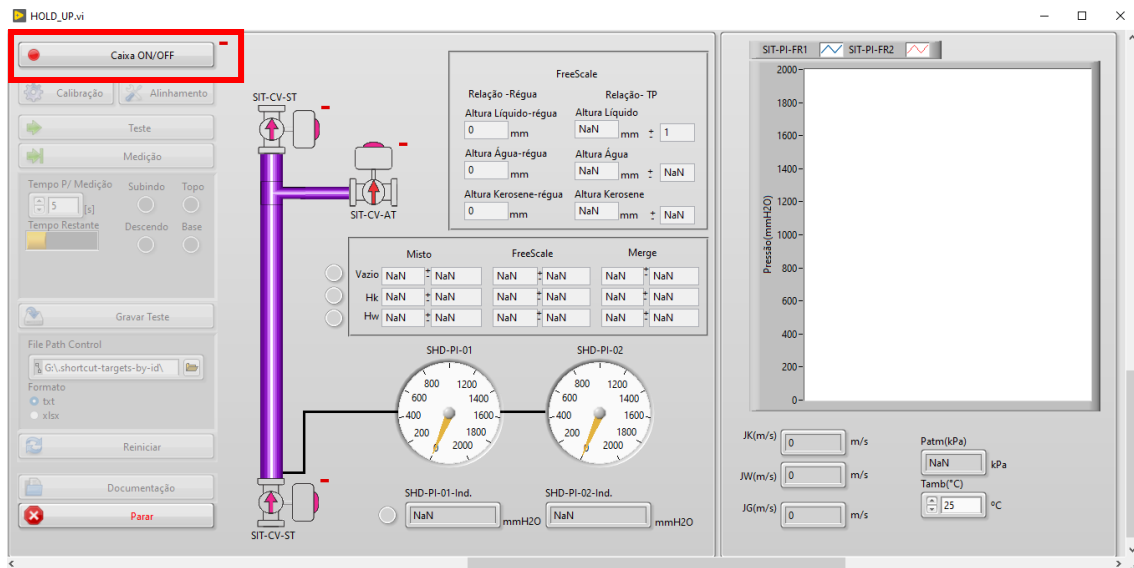 HOLD_UP.vi
Caixa ON/OFF
Calibração
Alinhamento
Teste
Medição
Tempo P/ Medição
Subindo
Topo
5
[s]
Tempo Restante
Descendo
Base
Gravar Teste
File Path Control
G:\.shortcut-targets-by-id\
Formato
txt
xlsx
Reiniciar
Documentação
Parar
SIT-CV-ST
SIT-CV-AT
SIT-CV-ST
FreeScale
Relação -Régua
Relação- TP
Altura Líquido-régua
Altura Líquido
0 mm
NaN mm ± 1
Altura Água-régua
Altura Água
0 mm
NaN mm ± NaN
Altura Kerosene-régua
Altura Kerosene
0 mm
NaN mm ± NaN
Misto
FreeScale
Merge
Vazio NaN ± NaN NaN ± NaN NaN ± NaN
Hk NaN ± NaN NaN ± NaN NaN ± NaN
Hw NaN ± NaN NaN ± NaN NaN ± NaN
SHD-PI-01
0 200 400 600 800 1200 1400 1600 1800 2000
SHD-PI-02
0 200 400 600 800 1200 1400 1600 1800 2000
SHD-PI-01-Ind.
NaN mmH2O
SHD-PI-02-Ind.
NaN mmH2O
SIT-PI-FR1
SIT-PI-FR2
Pressão(mmH2O)
2000
1800
1600
1400
1200
1000
800
600
400
200
0
JK(m/s) 0 m/s
JW(m/s) 0 m/s
JG(m/s) 0 m/s
Patm(kPa)
NaN kPa
Tamb(°C)
25 ºC